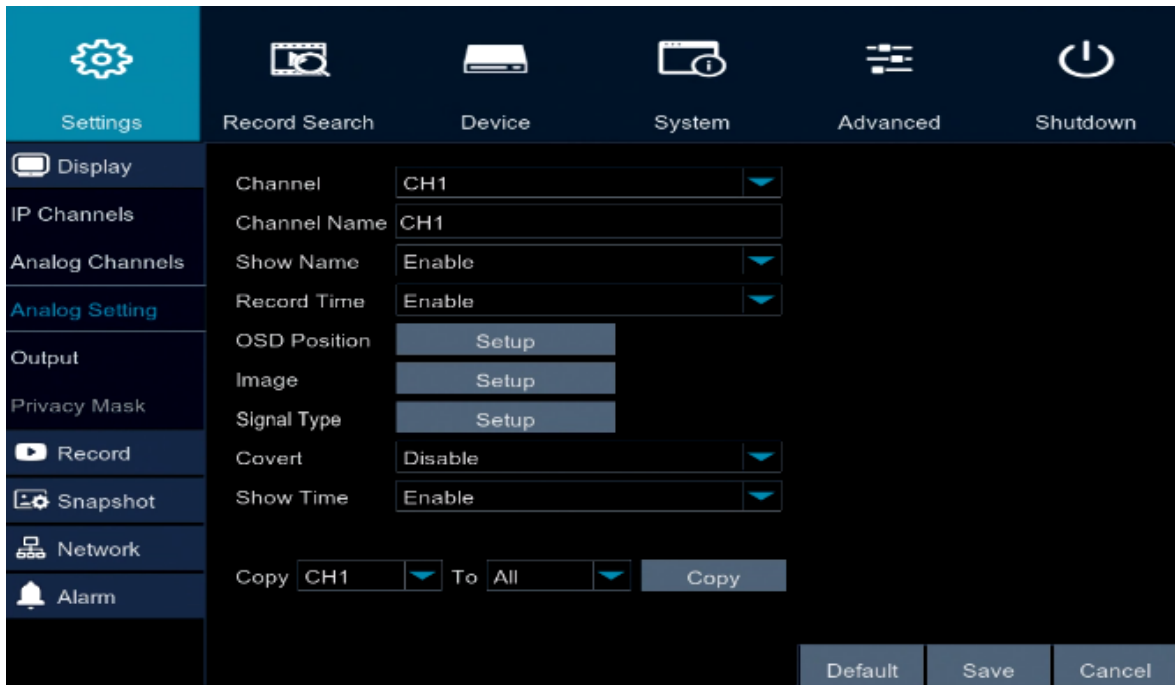 Settings
Record Search
Device
System
Advanced
Shutdown
Display
IP Channels
Analog Channels
Analog Setting
Output
Privacy Mask
Record
Snapshot
Network
Alarm
Channel CH1
Channel Name CH1
Show Name Enable
Record Time Enable
OSD Position Setup
Image Setup
Signal Type Setup
Covert Disable
Show Time Enable
Copy CH1 To All Copy
Default Save Cancel